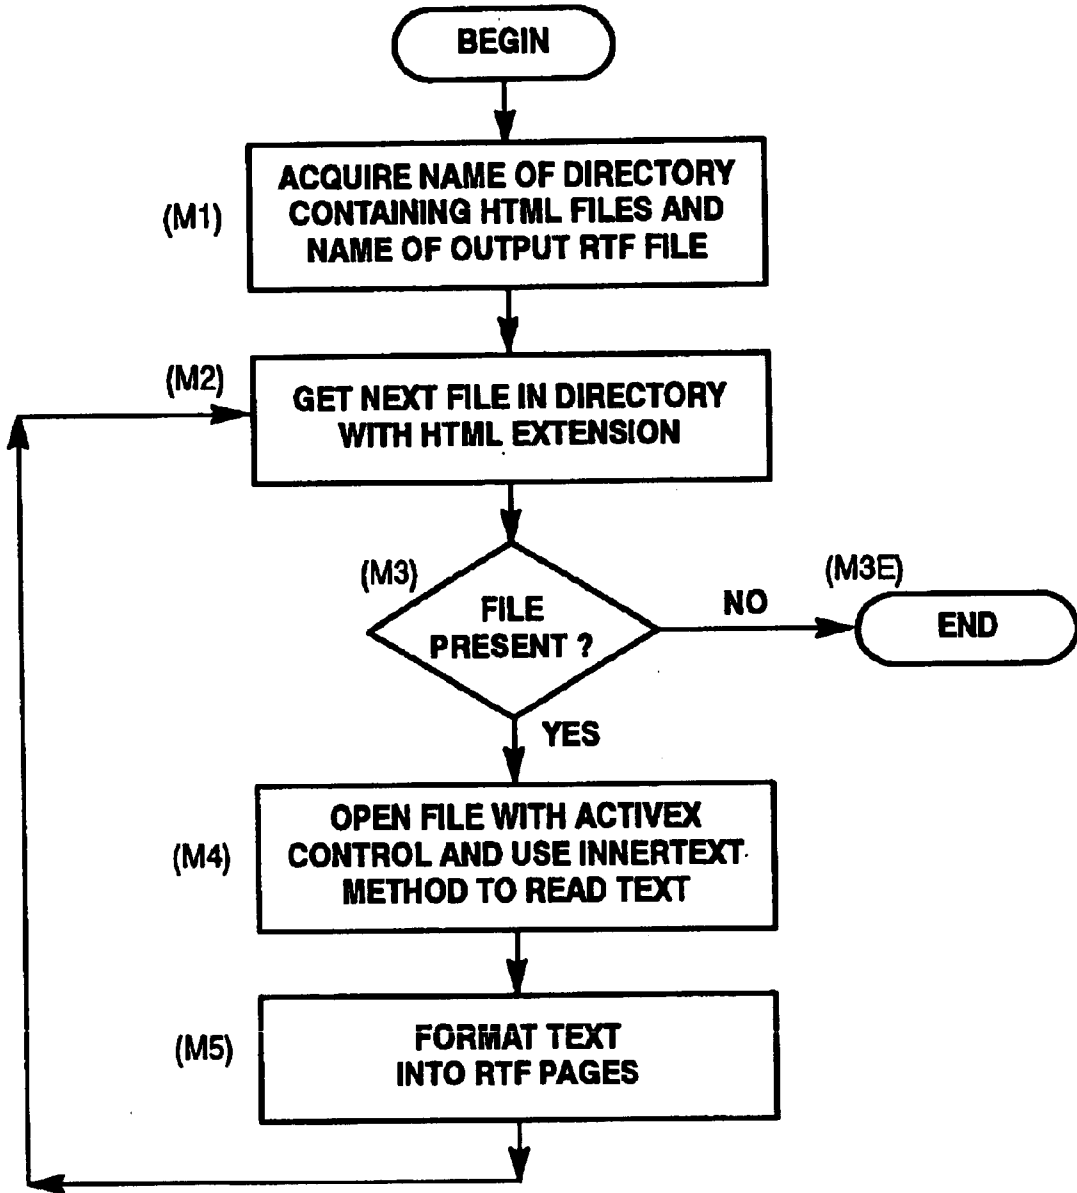 BEGIN
(M1)
ACQUIRE NAME OF DIRECTORY
CONTAINING HTML FILES AND
NAME OF OUTPUT RTF FILE
(M2)
GET NEXT FILE IN DIRECTORY
WITH HTML EXTENSION
(M3)
FILE
PRESENT ?
NO
(M3E)
END
YES
(M4)
OPEN FILE WITH ACTIVEX
CONTROL AND USE INNERTEXT
METHOD TO READ TEXT
(M5)
FORMAT TEXT
INTO RTF PAGES